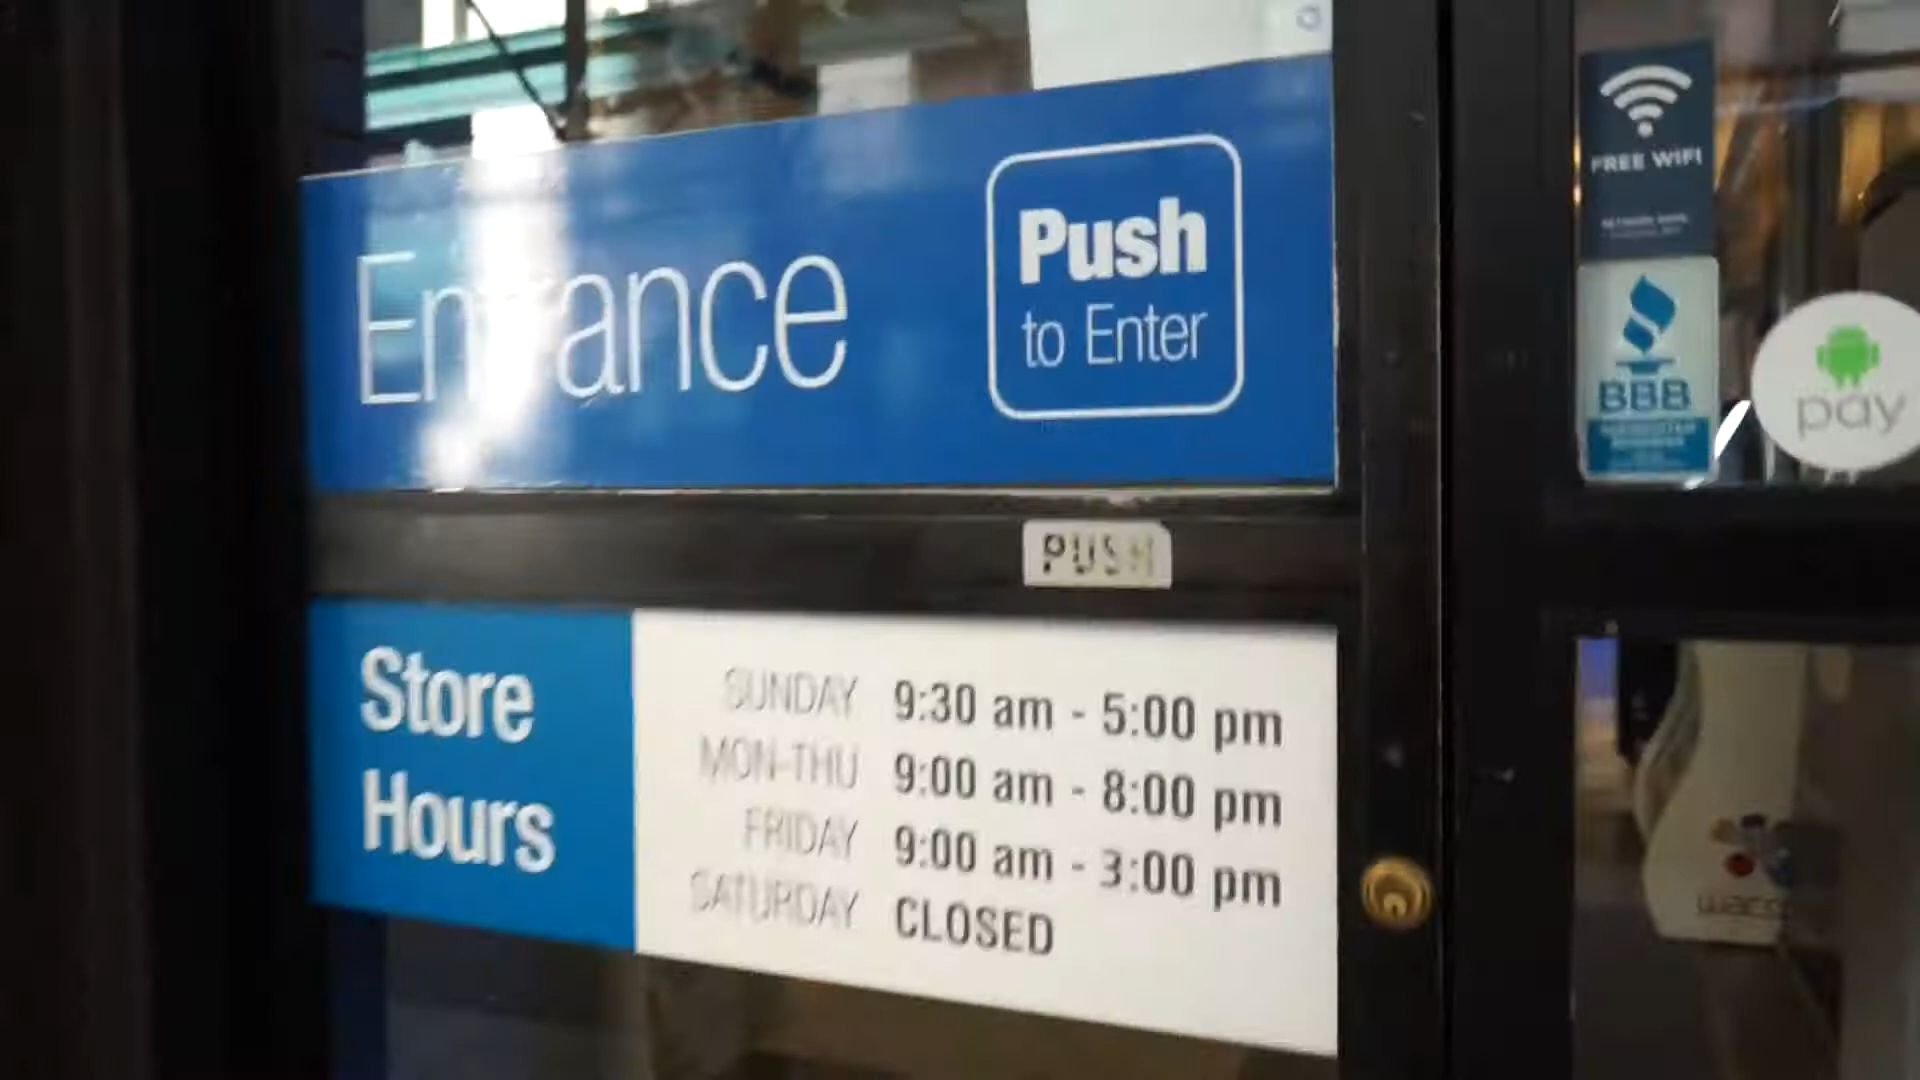 Entrance
Push
to Enter
PUSH
Store
Hours
SUNDAY 9:30 am - 5:00 pm
MON-THU 9:00 am - 8:00 pm
FRIDAY 9:00 am - 3:00 pm
SATURDAY CLOSED
FREE WIFI
BBB
pay